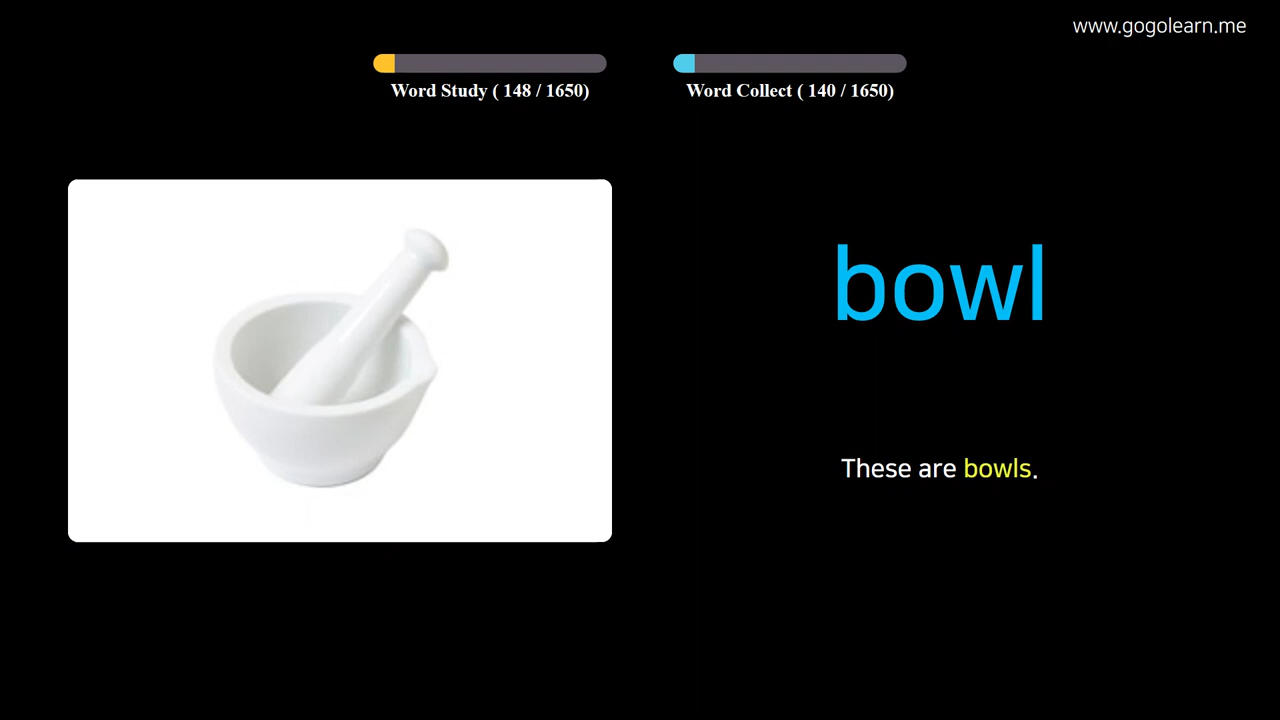 www.gogolearn.me
Word Study ( 148 / 1650)
Word Collect ( 140 / 1650)
bowl
These are bowls.